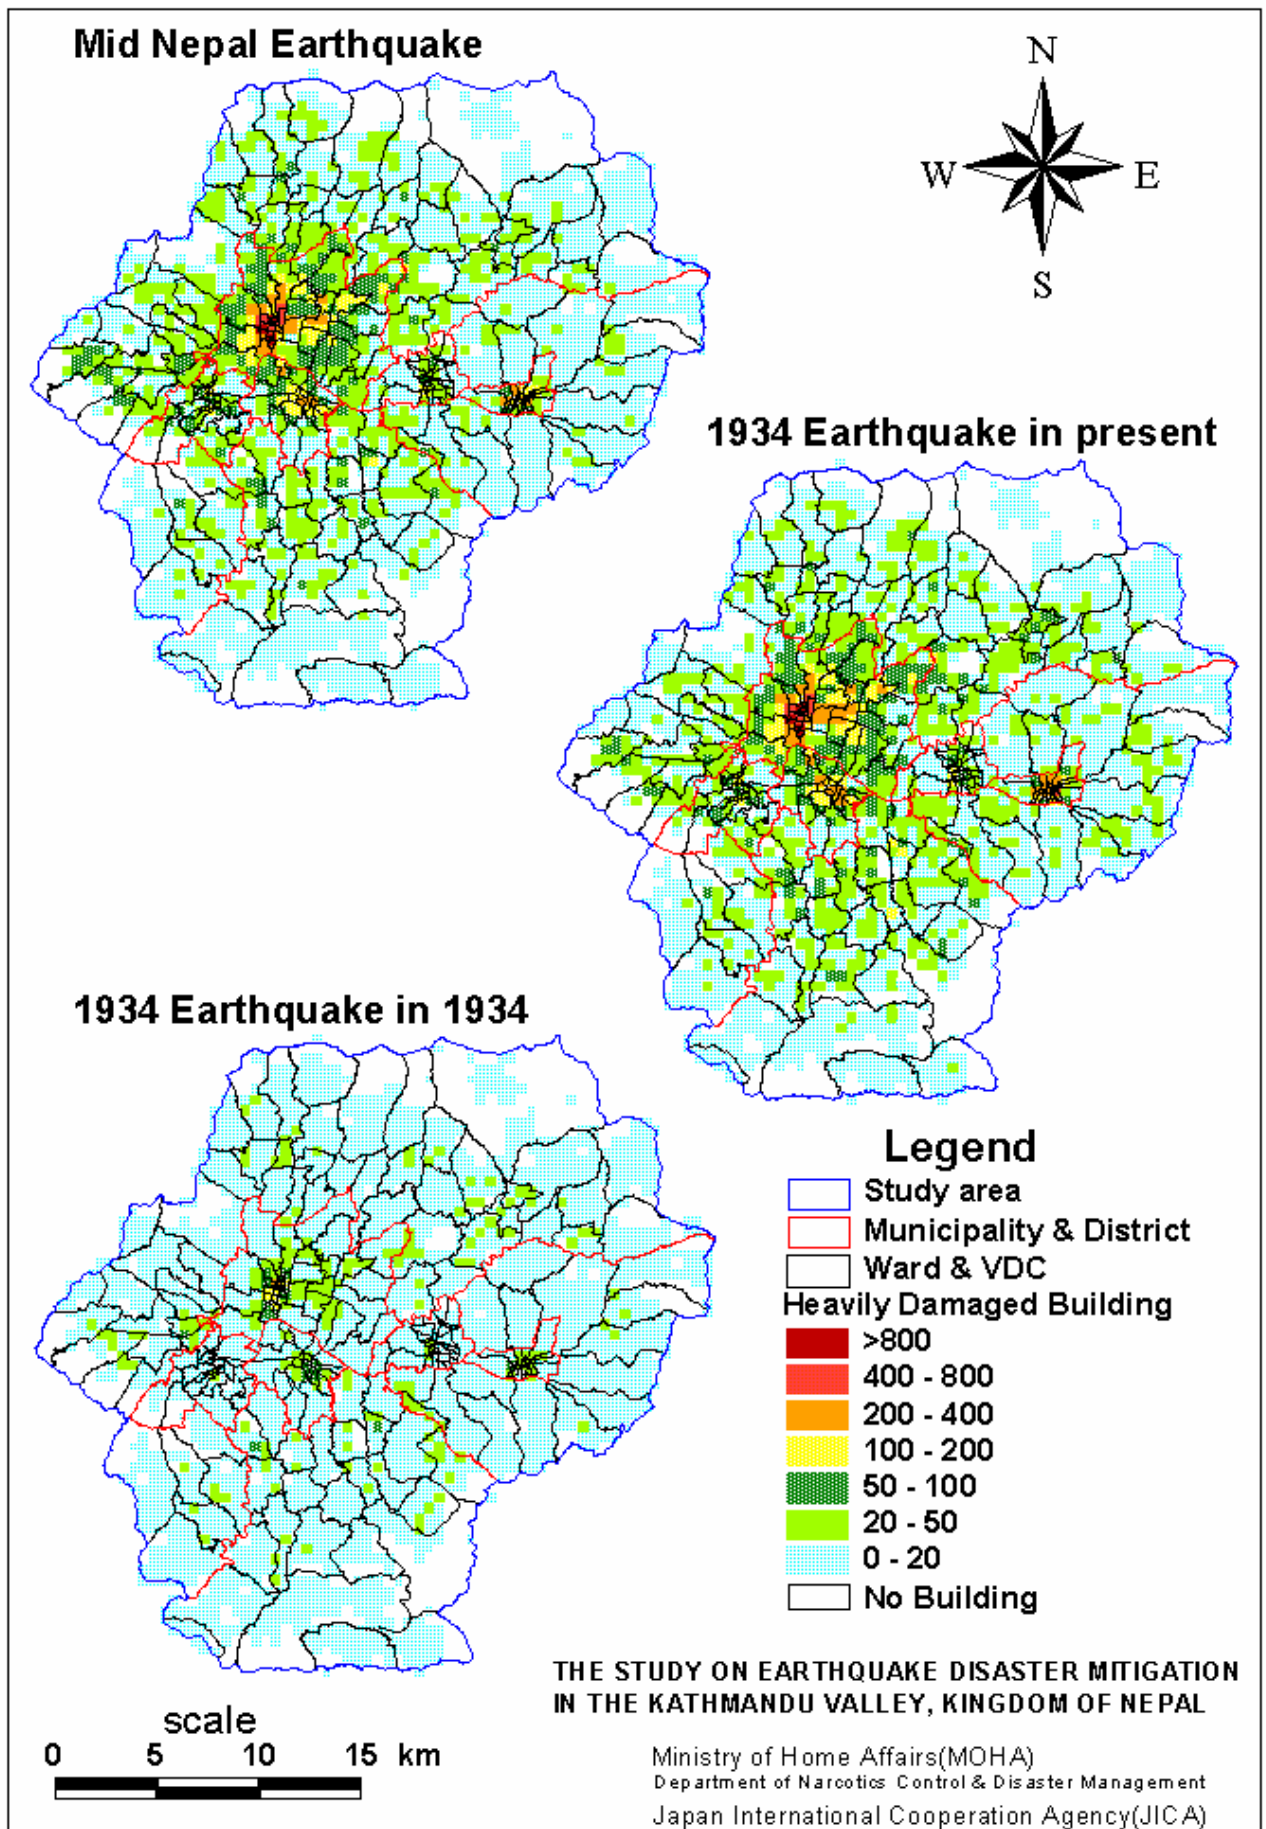 Mid Nepal Earthquake
N
W E
S
1934 Earthquake in present
1934 Earthquake in 1934
Legend
Study area
Municipality & District
Ward & VDC
Heavily Damaged Building
>800
400 - 800
200 - 400
100 - 200
50 - 100
20 - 50
0 - 20
No Building
THE STUDY ON EARTHQUAKE DISASTER MITIGATION
IN THE KATHMANDU VALLEY, KINGDOM OF NEPAL
scale
0 5 10 15 km
Ministry of Home Affairs(MOHA)
Department of Narcotics Control & Disaster Management
Japan International Cooperation Agency(JICA)